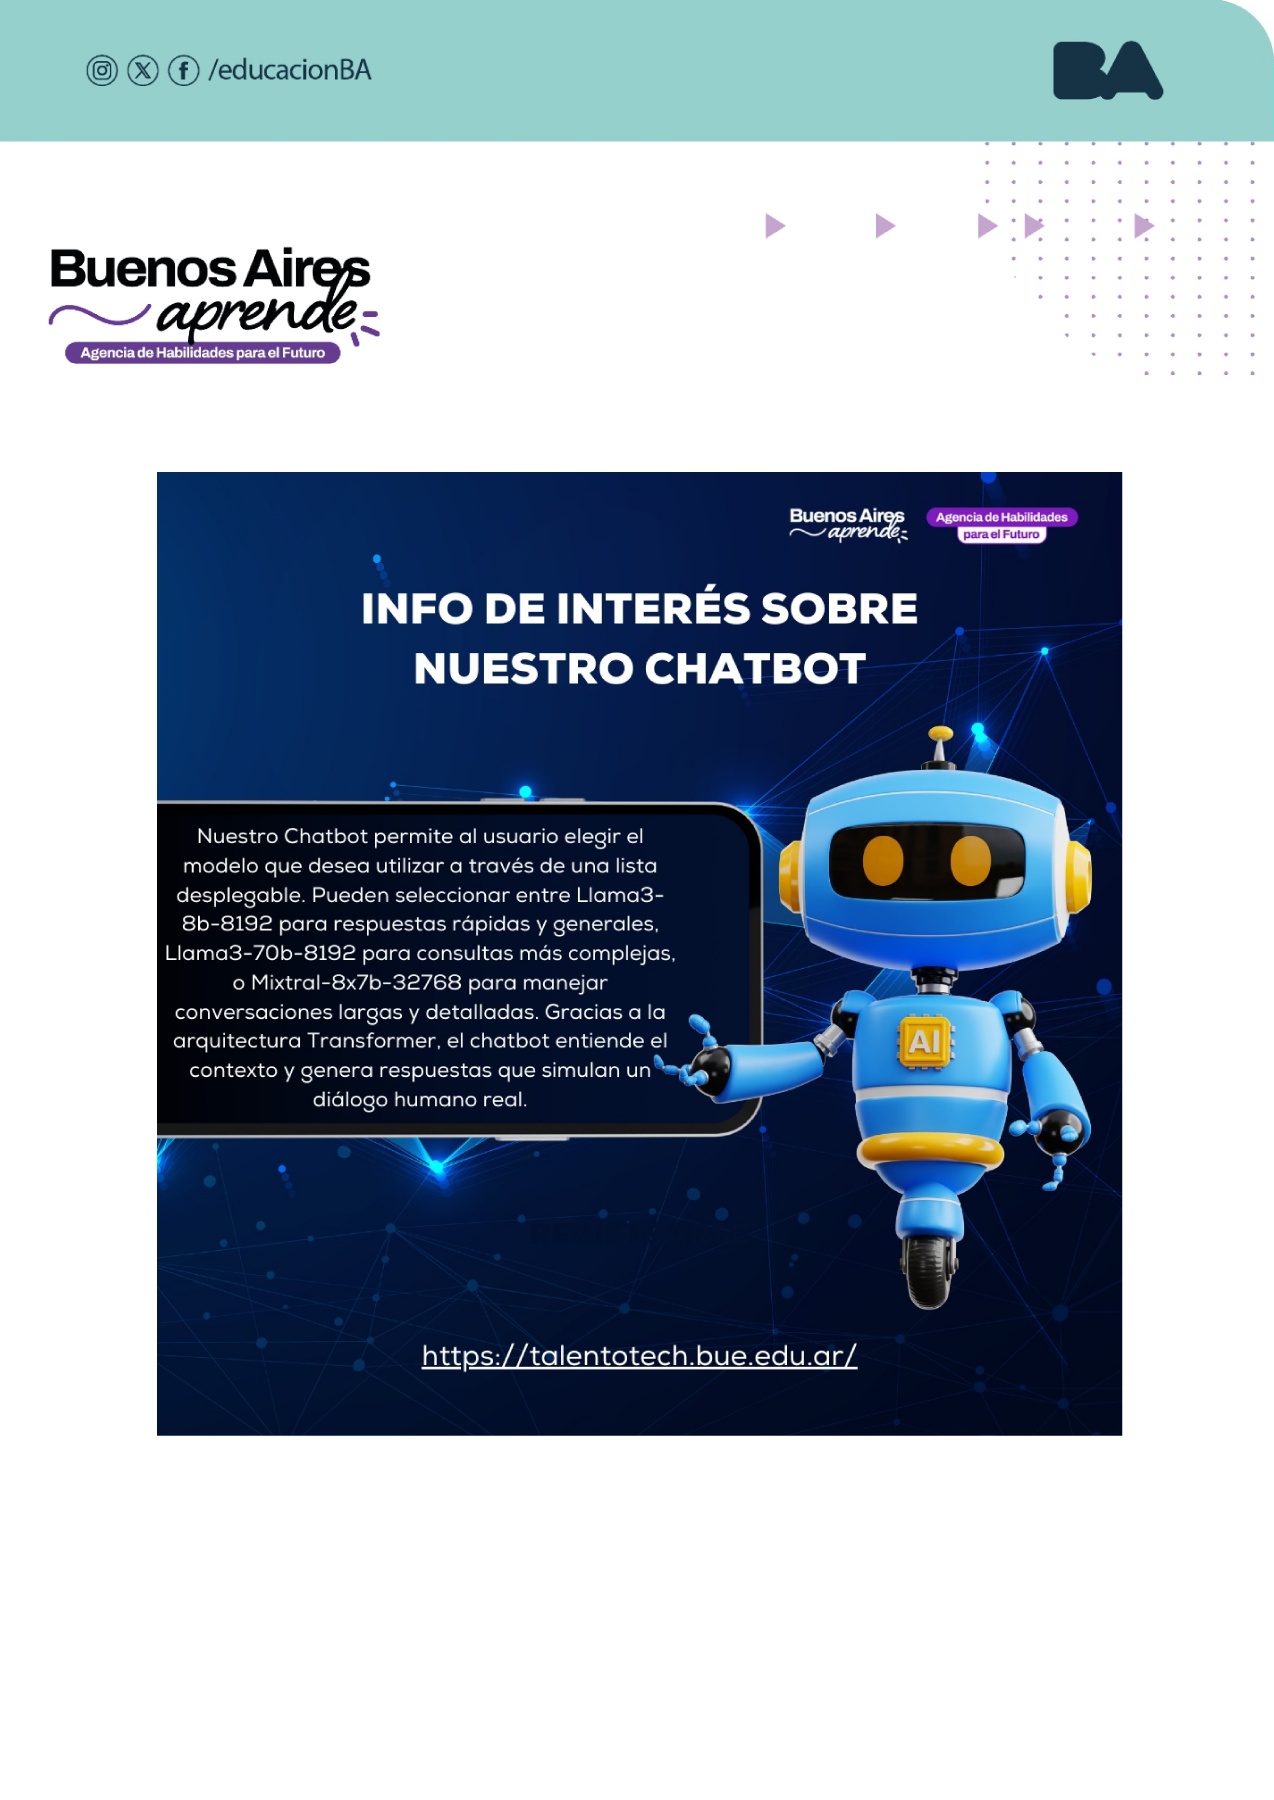 /educacionBA
BA
Buenos Aires
aprende
Agencia de Habilidades para el Futuro
Buenos Aires
aprende
Agencia de Habilidades
para el Futuro
INFO DE INTERÉS SOBRE
NUESTRO CHATBOT
Nuestro Chatbot permite al usuario elegir el
modelo que desea utilizar a través de una lista
desplegable. Pueden seleccionar entre Llama3-
8b-8192 para respuestas rápidas y generales,
Llama3-70b-8192 para consultas más complejas,
o Mixtral-8x7b-32768 para manejar
conversaciones largas y detalladas. Gracias a la
arquitectura Transformer, el chatbot entiende el
contexto y genera respuestas que simulan un
diálogo humano real.
AI
https://talentotech.bue.edu.ar/